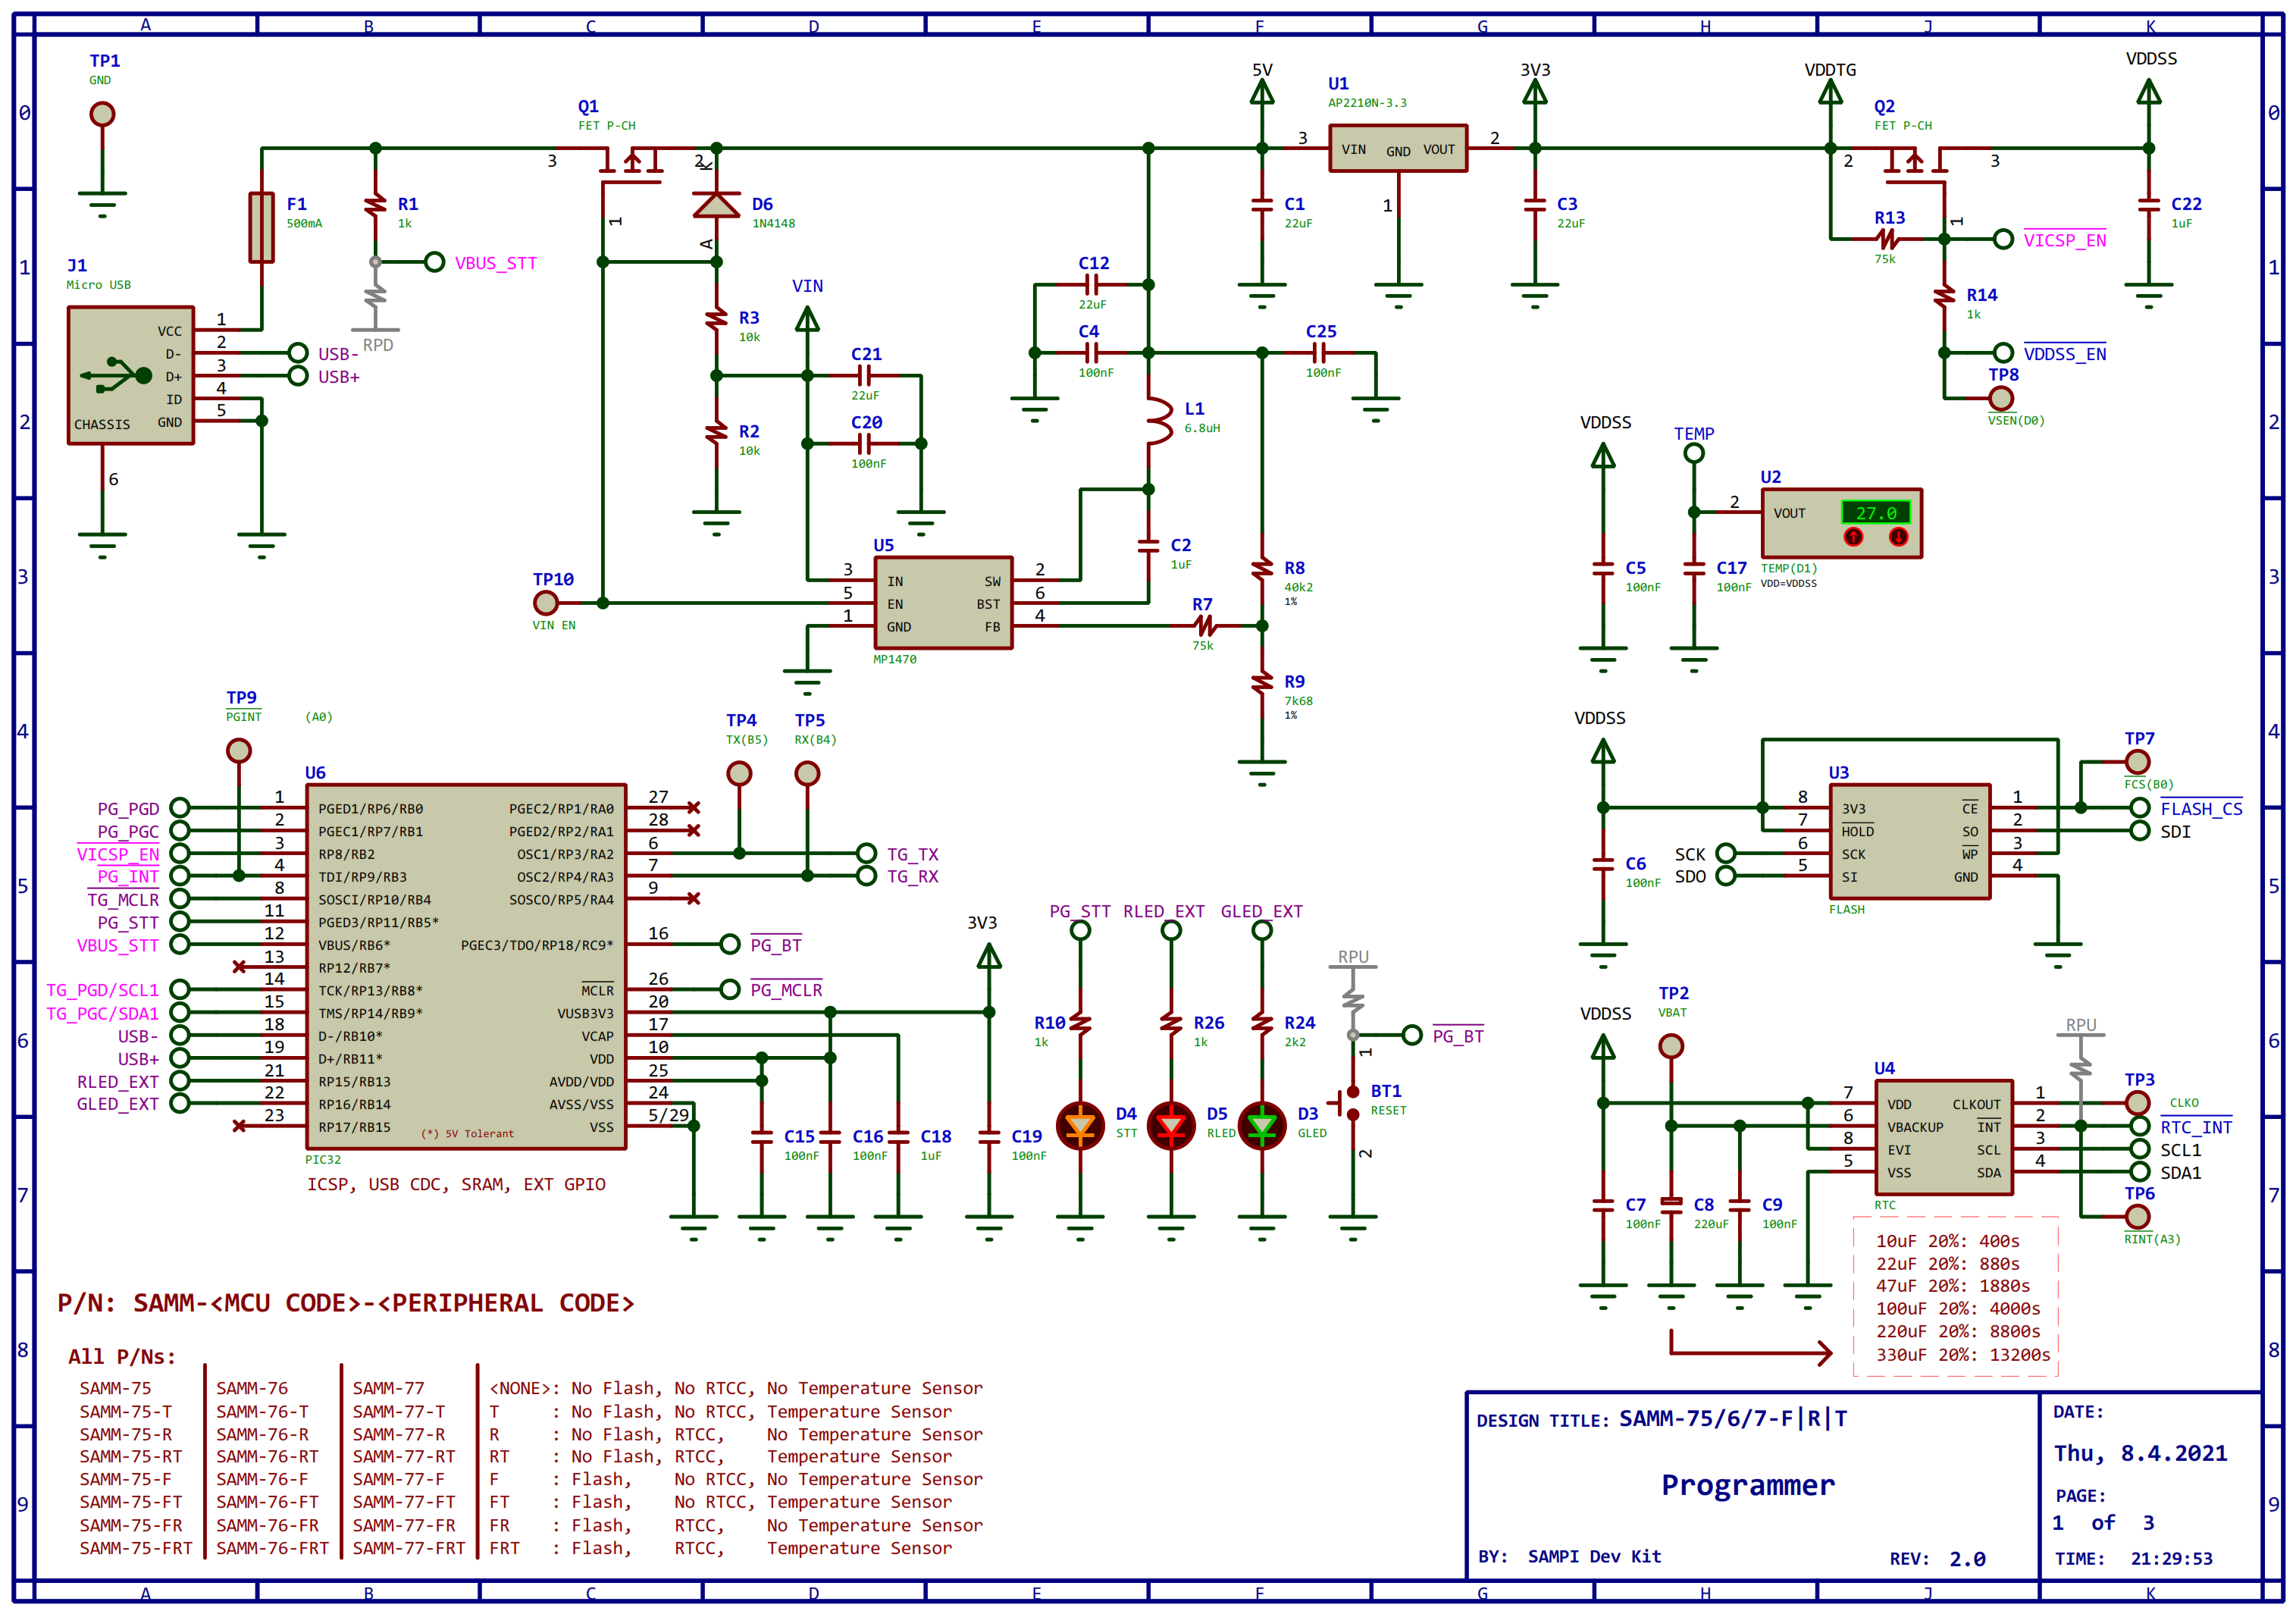 A B C D E F G H J K
0 0
1 1
2 2
3 3
4 4
5 5
6 6
7 7
8 8
9 9
TP1
GND
F1
500mA
R1
1k
VBUS_STT
RPD
J1
Micro USB
VCC 1
D- 2
D+ 3
ID 4
CHASSIS GND 5
6
USB-
USB+
Q1
FET P-CH
3 2
1
K
A
D6
1N4148
R3
10k
R2
10k
VIN
C21
22uF
C20
100nF
TP10
VIN EN
U5
3 IN SW 2
5 EN BST 6
1 GND FB 4
MP1470
C12
22uF
C4
100nF
C25
100nF
L1
6.8uH
C2
1uF
R7
75k
R8
40k2
1%
R9
7k68
1%
5V
C1
22uF
U1
AP2210N-3.3
3 VIN GND VOUT 2
1
3V3
C3
22uF
VDDTG
Q2
FET P-CH
2 3
1
R13
75k
VICSP_EN
R14
1k
VDDSS_EN
TP8
VSEN(D0)
VDDSS
C22
1uF
VDDSS
C5
100nF
TEMP
C17
100nF
U2
2 VOUT 27.0
TEMP(D1)
VDD=VDDSS
TP9
PGINT (A0)
TP4
TX(B5)
TP5
RX(B4)
U6
PG_PGD 1 PGED1/RP6/RB0 PGEC2/RP1/RA0 27
PG_PGC 2 PGEC1/RP7/RB1 PGED2/RP2/RA1 28
VICSP_EN 3 RP8/RB2 OSC1/RP3/RA2 6 TG_TX
PG_INT 4 TDI/RP9/RB3 OSC2/RP4/RA3 7 TG_RX
TG_MCLR 8 SOSCI/RP10/RB4 SOSCO/RP5/RA4 9
PG_STT 11 PGED3/RP11/RB5*
VBUS_STT 12 VBUS/RB6* PGEC3/TDO/RP18/RC9* 16 PG_BT
13 RP12/RB7*
TG_PGD/SCL1 14 TCK/RP13/RB8* MCLR 26 PG_MCLR
TG_PGC/SDA1 15 TMS/RP14/RB9* VUSB3V3 20
USB- 18 D-/RB10* VCAP 17
USB+ 19 D+/RB11* VDD 10
RLED_EXT 21 RP15/RB13 AVDD/VDD 25
GLED_EXT 22 RP16/RB14 AVSS/VSS 24
23 RP17/RB15 (*) 5V Tolerant VSS 5/29
PIC32
ICSP, USB CDC, SRAM, EXT GPIO
C15
100nF
C16
100nF
C18
1uF
3V3
C19
100nF
PG_STT RLED_EXT GLED_EXT
R10
1k
R26
1k
R24
2k2
D4
STT
D5
RLED
D3
GLED
RPU
PG_BT
1
BT1
RESET
2
VDDSS
C6
100nF
U3
8 3V3 CE 1
7 HOLD SO 2
SCK 6 SCK WP 3
SDO 5 SI GND 4
FLASH
TP7
FCS(B0)
FLASH_CS
SDI
VDDSS
TP2
VBAT
C7
100nF
C8
220uF
C9
100nF
U4
7 VDD CLKOUT 1
6 VBACKUP INT 2
8 EVI SCL 3
5 VSS SDA 4
RTC
RPU
TP3
CLKO
RTC_INT
SCL1
SDA1
TP6
RINT(A3)
10uF 20%: 400s
22uF 20%: 880s
47uF 20%: 1880s
100uF 20%: 4000s
220uF 20%: 8800s
330uF 20%: 13200s
P/N: SAMM-<MCU CODE>-<PERIPHERAL CODE>
All P/Ns:
SAMM-75 SAMM-76 SAMM-77 <NONE>: No Flash, No RTCC, No Temperature Sensor
SAMM-75-T SAMM-76-T SAMM-77-T T : No Flash, No RTCC, Temperature Sensor
SAMM-75-R SAMM-76-R SAMM-77-R R : No Flash, RTCC, No Temperature Sensor
SAMM-75-RT SAMM-76-RT SAMM-77-RT RT : No Flash, RTCC, Temperature Sensor
SAMM-75-F SAMM-76-F SAMM-77-F F : Flash, No RTCC, No Temperature Sensor
SAMM-75-FT SAMM-76-FT SAMM-77-FT FT : Flash, No RTCC, Temperature Sensor
SAMM-75-FR SAMM-76-FR SAMM-77-FR FR : Flash, RTCC, No Temperature Sensor
SAMM-75-FRT SAMM-76-FRT SAMM-77-FRT FRT : Flash, RTCC, Temperature Sensor
DESIGN TITLE: SAMM-75/6/7-F|R|T
Programmer
BY: SAMPI Dev Kit
REV: 2.0
DATE:
Thu, 8.4.2021
PAGE:
1 of 3
TIME: 21:29:53
A B C D E F G H J K